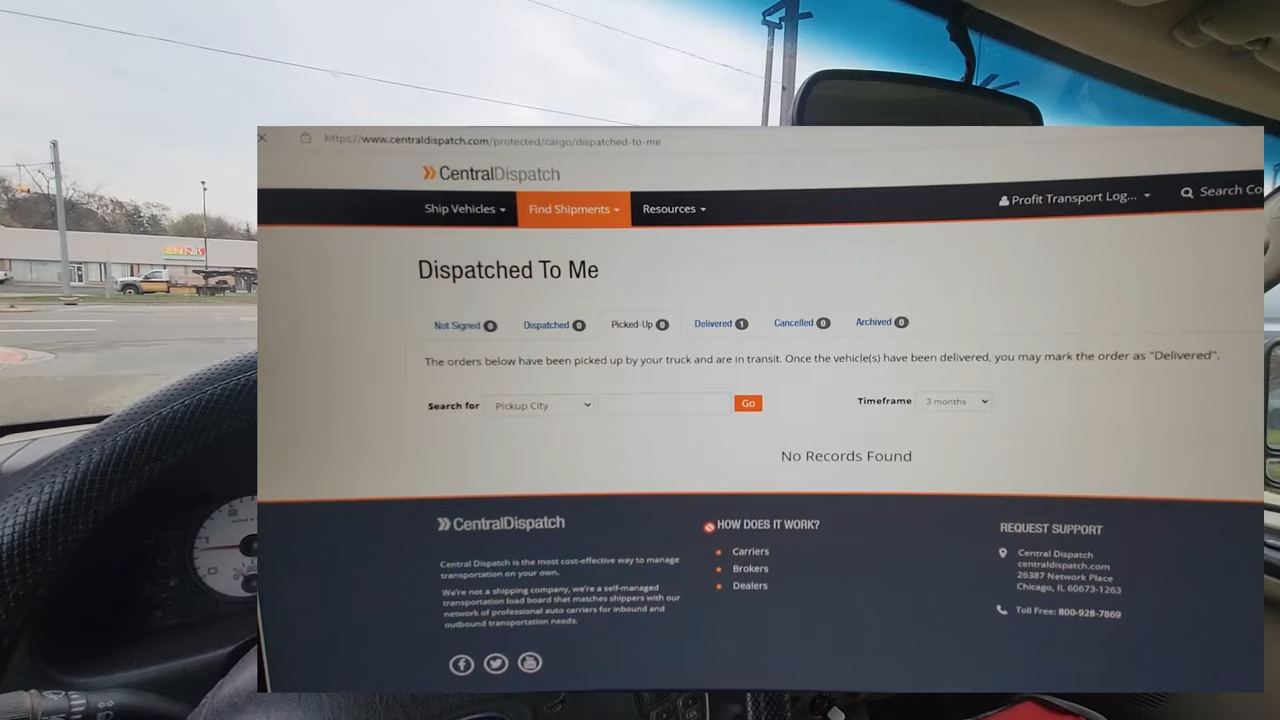 https://www.centraldispatch.com/protected/cargo/dispatched-to-me
CentralDispatch
Ship Vehicles
Find Shipments
Resources
Profit Transport Log...
Search Co
Dispatched To Me
Not Signed 0
Dispatched 0
Picked-Up 0
Delivered 1
Cancelled 0
Archived 0
The orders below have been picked up by your truck and are in transit. Once the vehicle(s) have been delivered, you may mark the order as "Delivered".
Search for
Pickup City
Go
Timeframe
3 months
No Records Found
CentralDispatch
Central Dispatch is the most cost-effective way to manage
transportation on your own.
We're not a shipping company, we're a self-managed
transportation load board that matches shippers with our
network of professional auto carriers for inbound and
outbound transportation needs.
HOW DOES IT WORK?
Carriers
Brokers
Dealers
REQUEST SUPPORT
Central Dispatch
centraldispatch.com
26387 Network Place
Chicago, IL 60673-1263
Toll Free: 800-928-7869